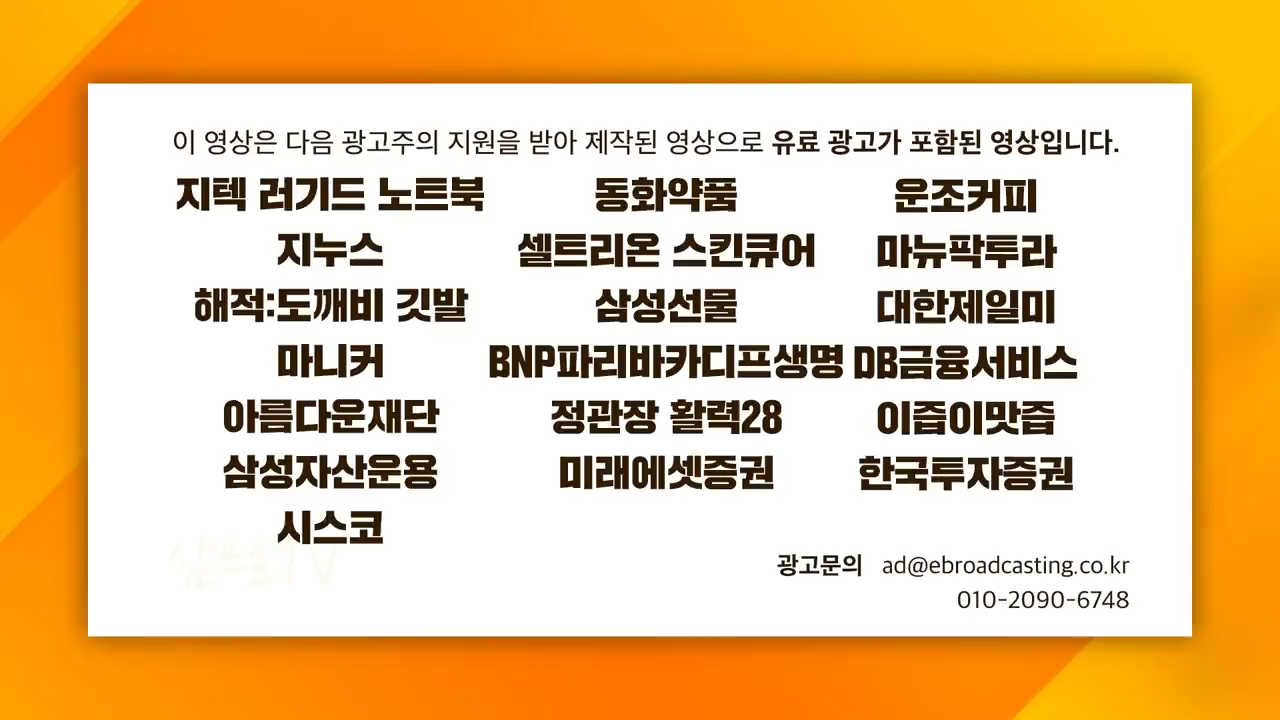 이 영상은 다음 광고주의 지원을 받아 제작된 영상으로 유료 광고가 포함된 영상입니다.
지텍 러기드 노트북 동화약품 운조커피
지누스 셀트리온 스킨큐어 마뉴팍투라
해적:도깨비 깃발 삼성선물 대한제일미
마니커 BNP파리바카디프생명 DB금융서비스
아름다운재단 정관장 활력28 이즙이맛즙
삼성자산운용 미래에셋증권 한국투자증권
시스코
광고문의 ad@ebroadcasting.co.kr
010-2090-6748